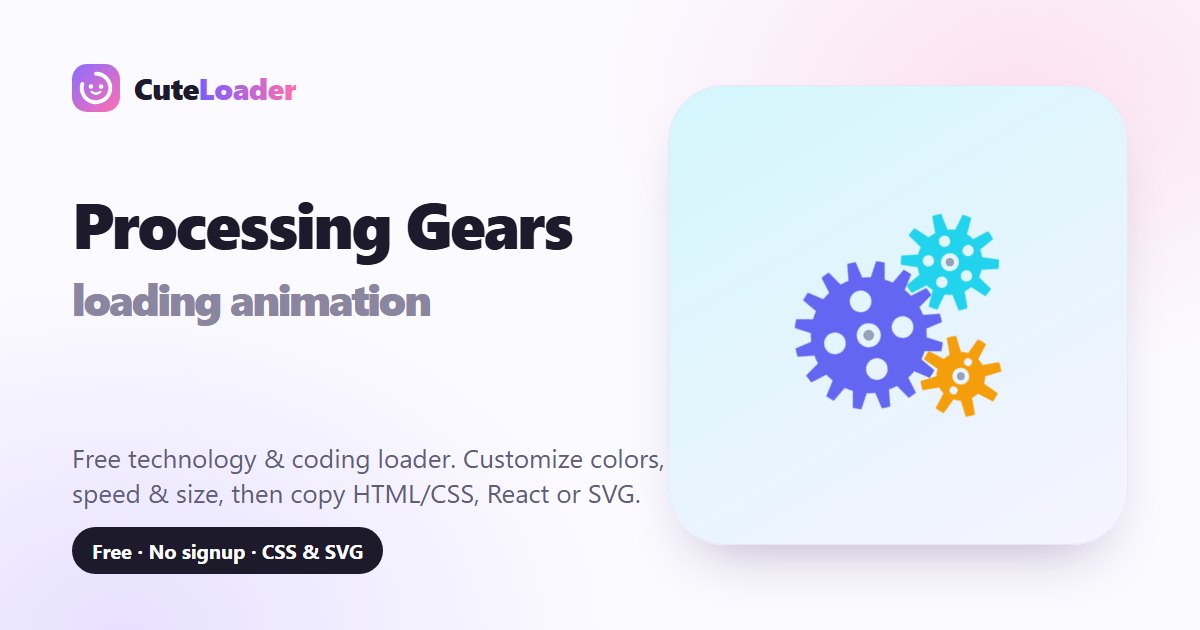 CuteLoader
Processing Gears
loading animation
Free technology & coding loader. Customize colors,
speed & size, then copy HTML/CSS, React or SVG.
Free · No signup · CSS & SVG